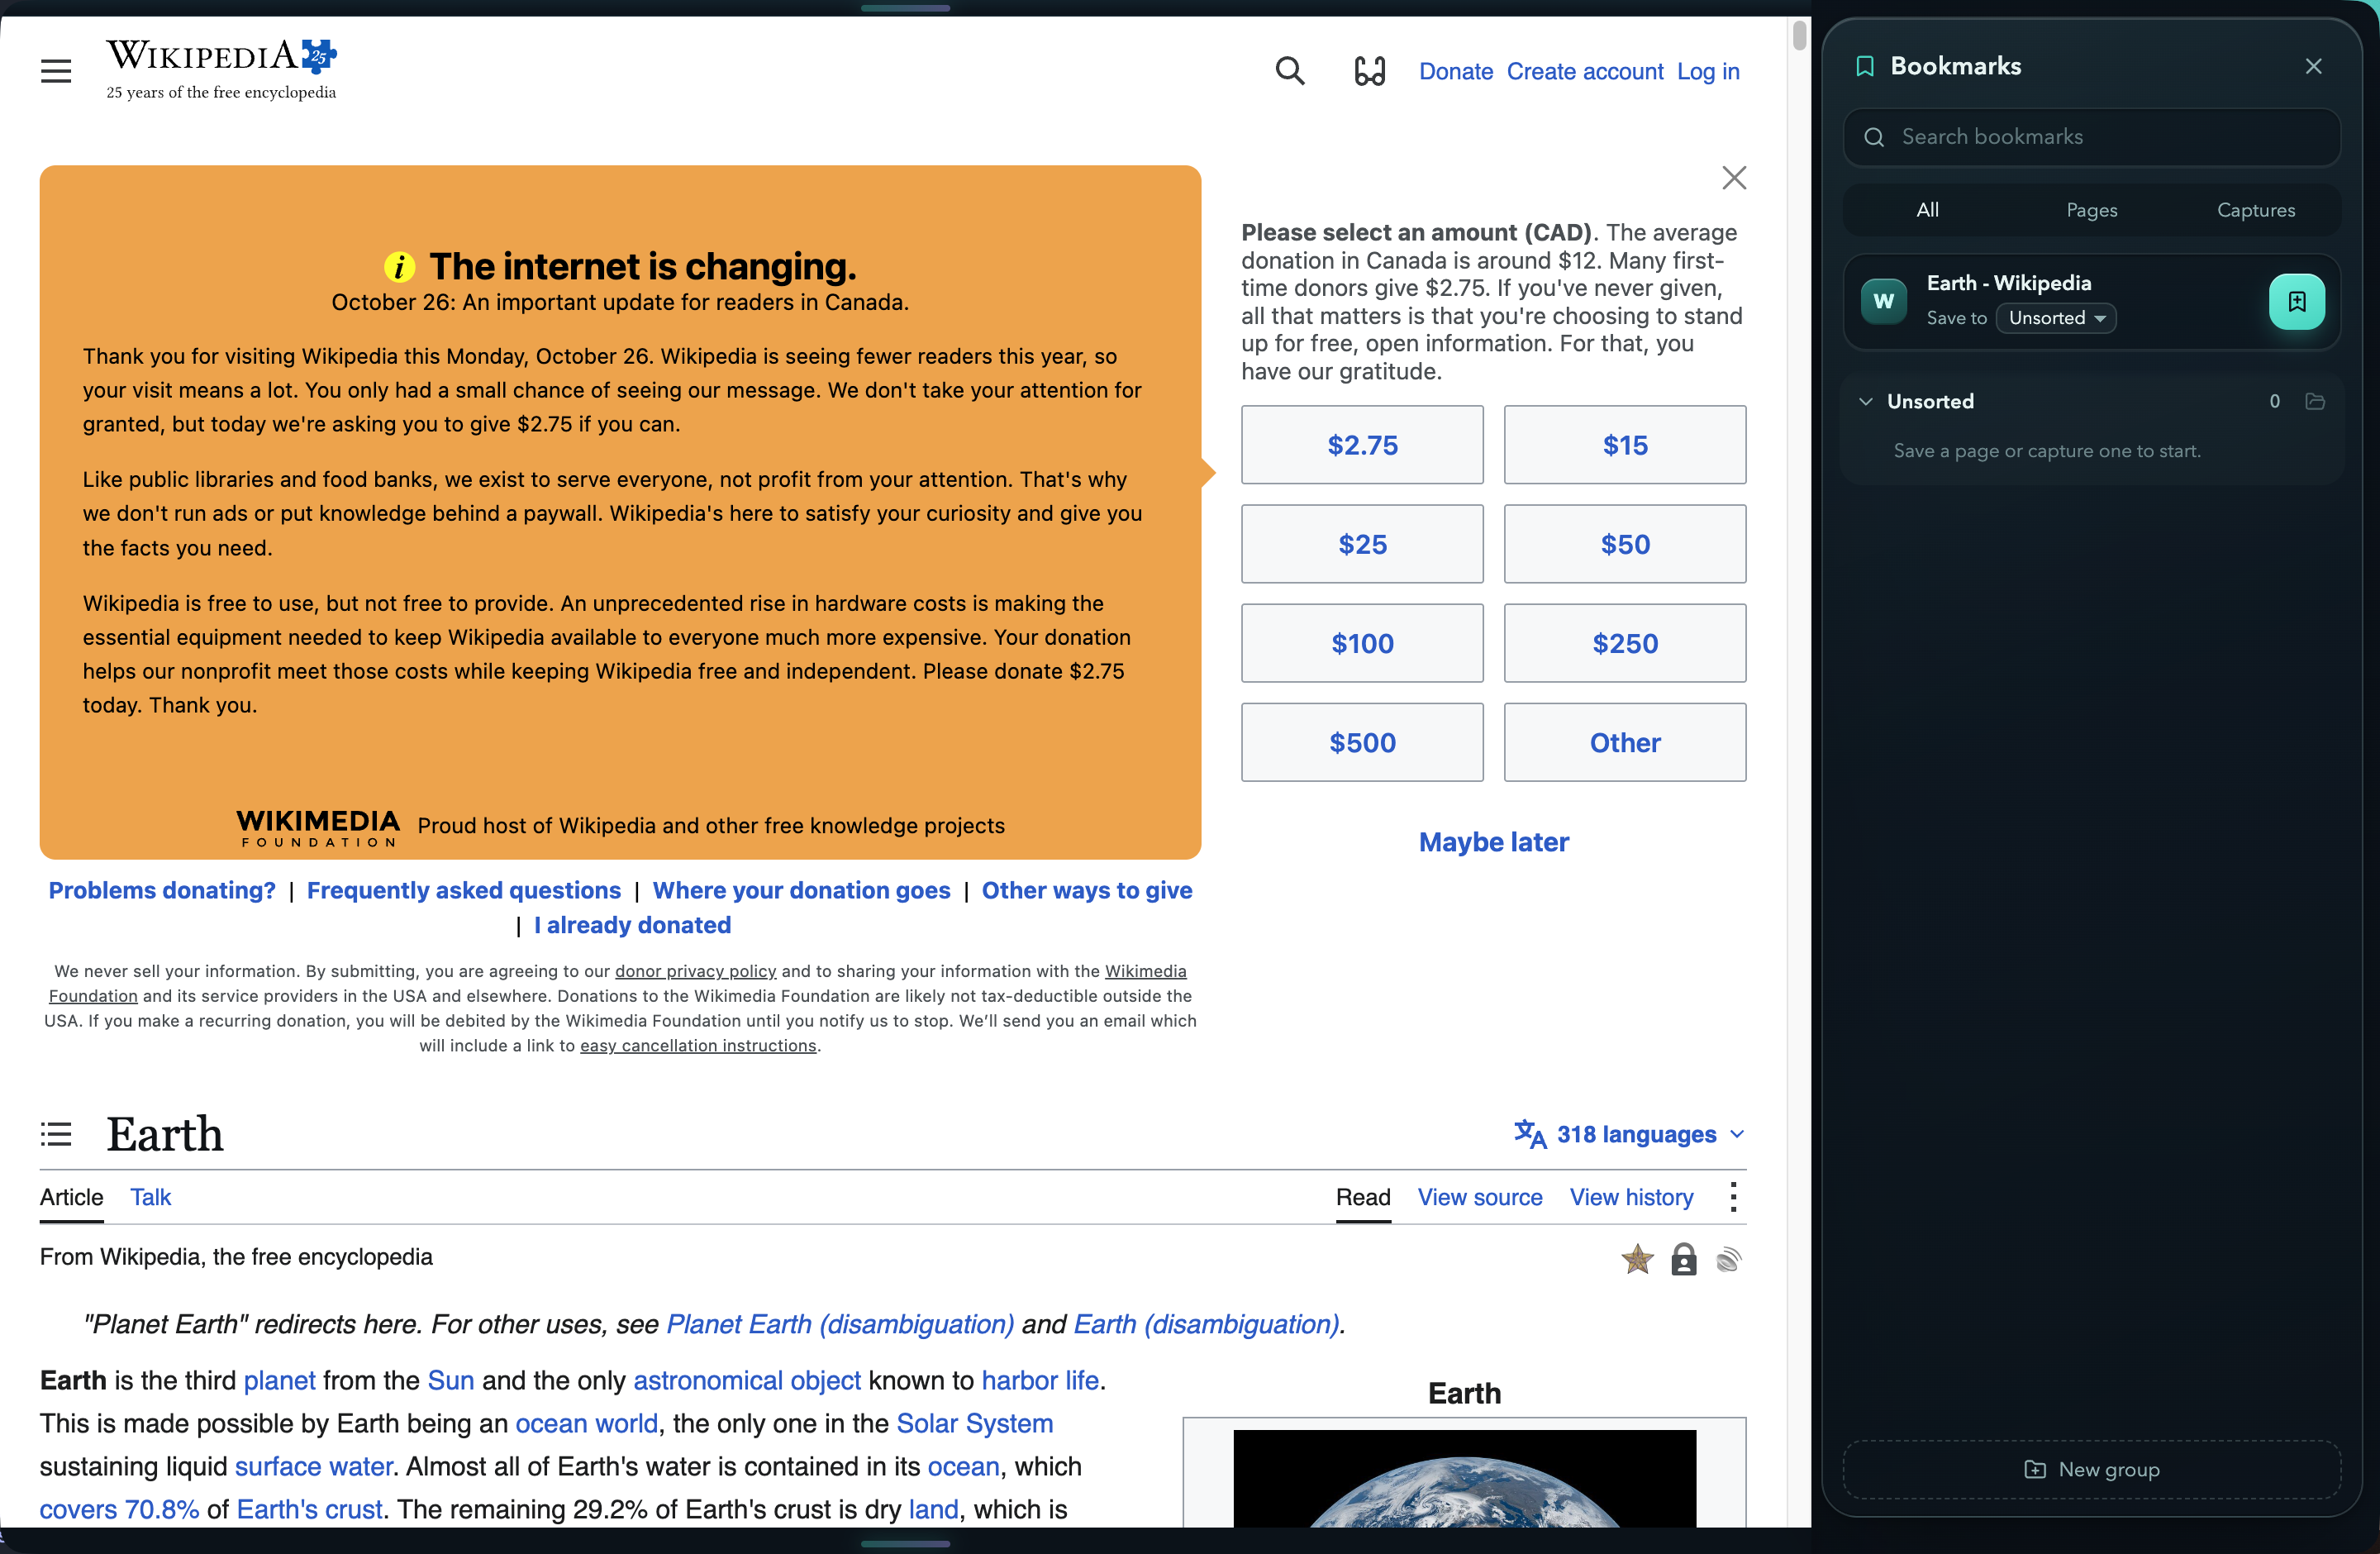 WIKIPEDIA 25
25 years of the free encyclopedia
Donate Create account Log in
i The internet is changing.
October 26: An important update for readers in Canada.
Thank you for visiting Wikipedia this Monday, October 26. Wikipedia is seeing fewer readers this year, so
your visit means a lot. You only had a small chance of seeing our message. We don't take your attention for
granted, but today we're asking you to give $2.75 if you can.
Like public libraries and food banks, we exist to serve everyone, not profit from your attention. That's why
we don't run ads or put knowledge behind a paywall. Wikipedia's here to satisfy your curiosity and give you
the facts you need.
Wikipedia is free to use, but not free to provide. An unprecedented rise in hardware costs is making the
essential equipment needed to keep Wikipedia available to everyone much more expensive. Your donation
helps our nonprofit meet those costs while keeping Wikipedia free and independent. Please donate $2.75
today. Thank you.
WIKIMEDIA
FOUNDATION
Proud host of Wikipedia and other free knowledge projects
Please select an amount (CAD). The average
donation in Canada is around $12. Many first-
time donors give $2.75. If you've never given,
all that matters is that you're choosing to stand
up for free, open information. For that, you
have our gratitude.
$2.75 $15
$25 $50
$100 $250
$500 Other
Maybe later
Problems donating? | Frequently asked questions | Where your donation goes | Other ways to give
| I already donated
We never sell your information. By submitting, you are agreeing to our donor privacy policy and to sharing your information with the Wikimedia
Foundation and its service providers in the USA and elsewhere. Donations to the Wikimedia Foundation are likely not tax-deductible outside the
USA. If you make a recurring donation, you will be debited by the Wikimedia Foundation until you notify us to stop. We’ll send you an email which
will include a link to easy cancellation instructions.
Earth
文A 318 languages
Article Talk
Read View source View history
From Wikipedia, the free encyclopedia
"Planet Earth" redirects here. For other uses, see Planet Earth (disambiguation) and Earth (disambiguation).
Earth is the third planet from the Sun and the only astronomical object known to harbor life.
This is made possible by Earth being an ocean world, the only one in the Solar System
sustaining liquid surface water. Almost all of Earth's water is contained in its ocean, which
covers 70.8% of Earth's crust. The remaining 29.2% of Earth's crust is dry land, which is
Earth
Bookmarks
Search bookmarks
All Pages Captures
W
Earth - Wikipedia
Save to Unsorted
Unsorted 0
Save a page or capture one to start.
New group